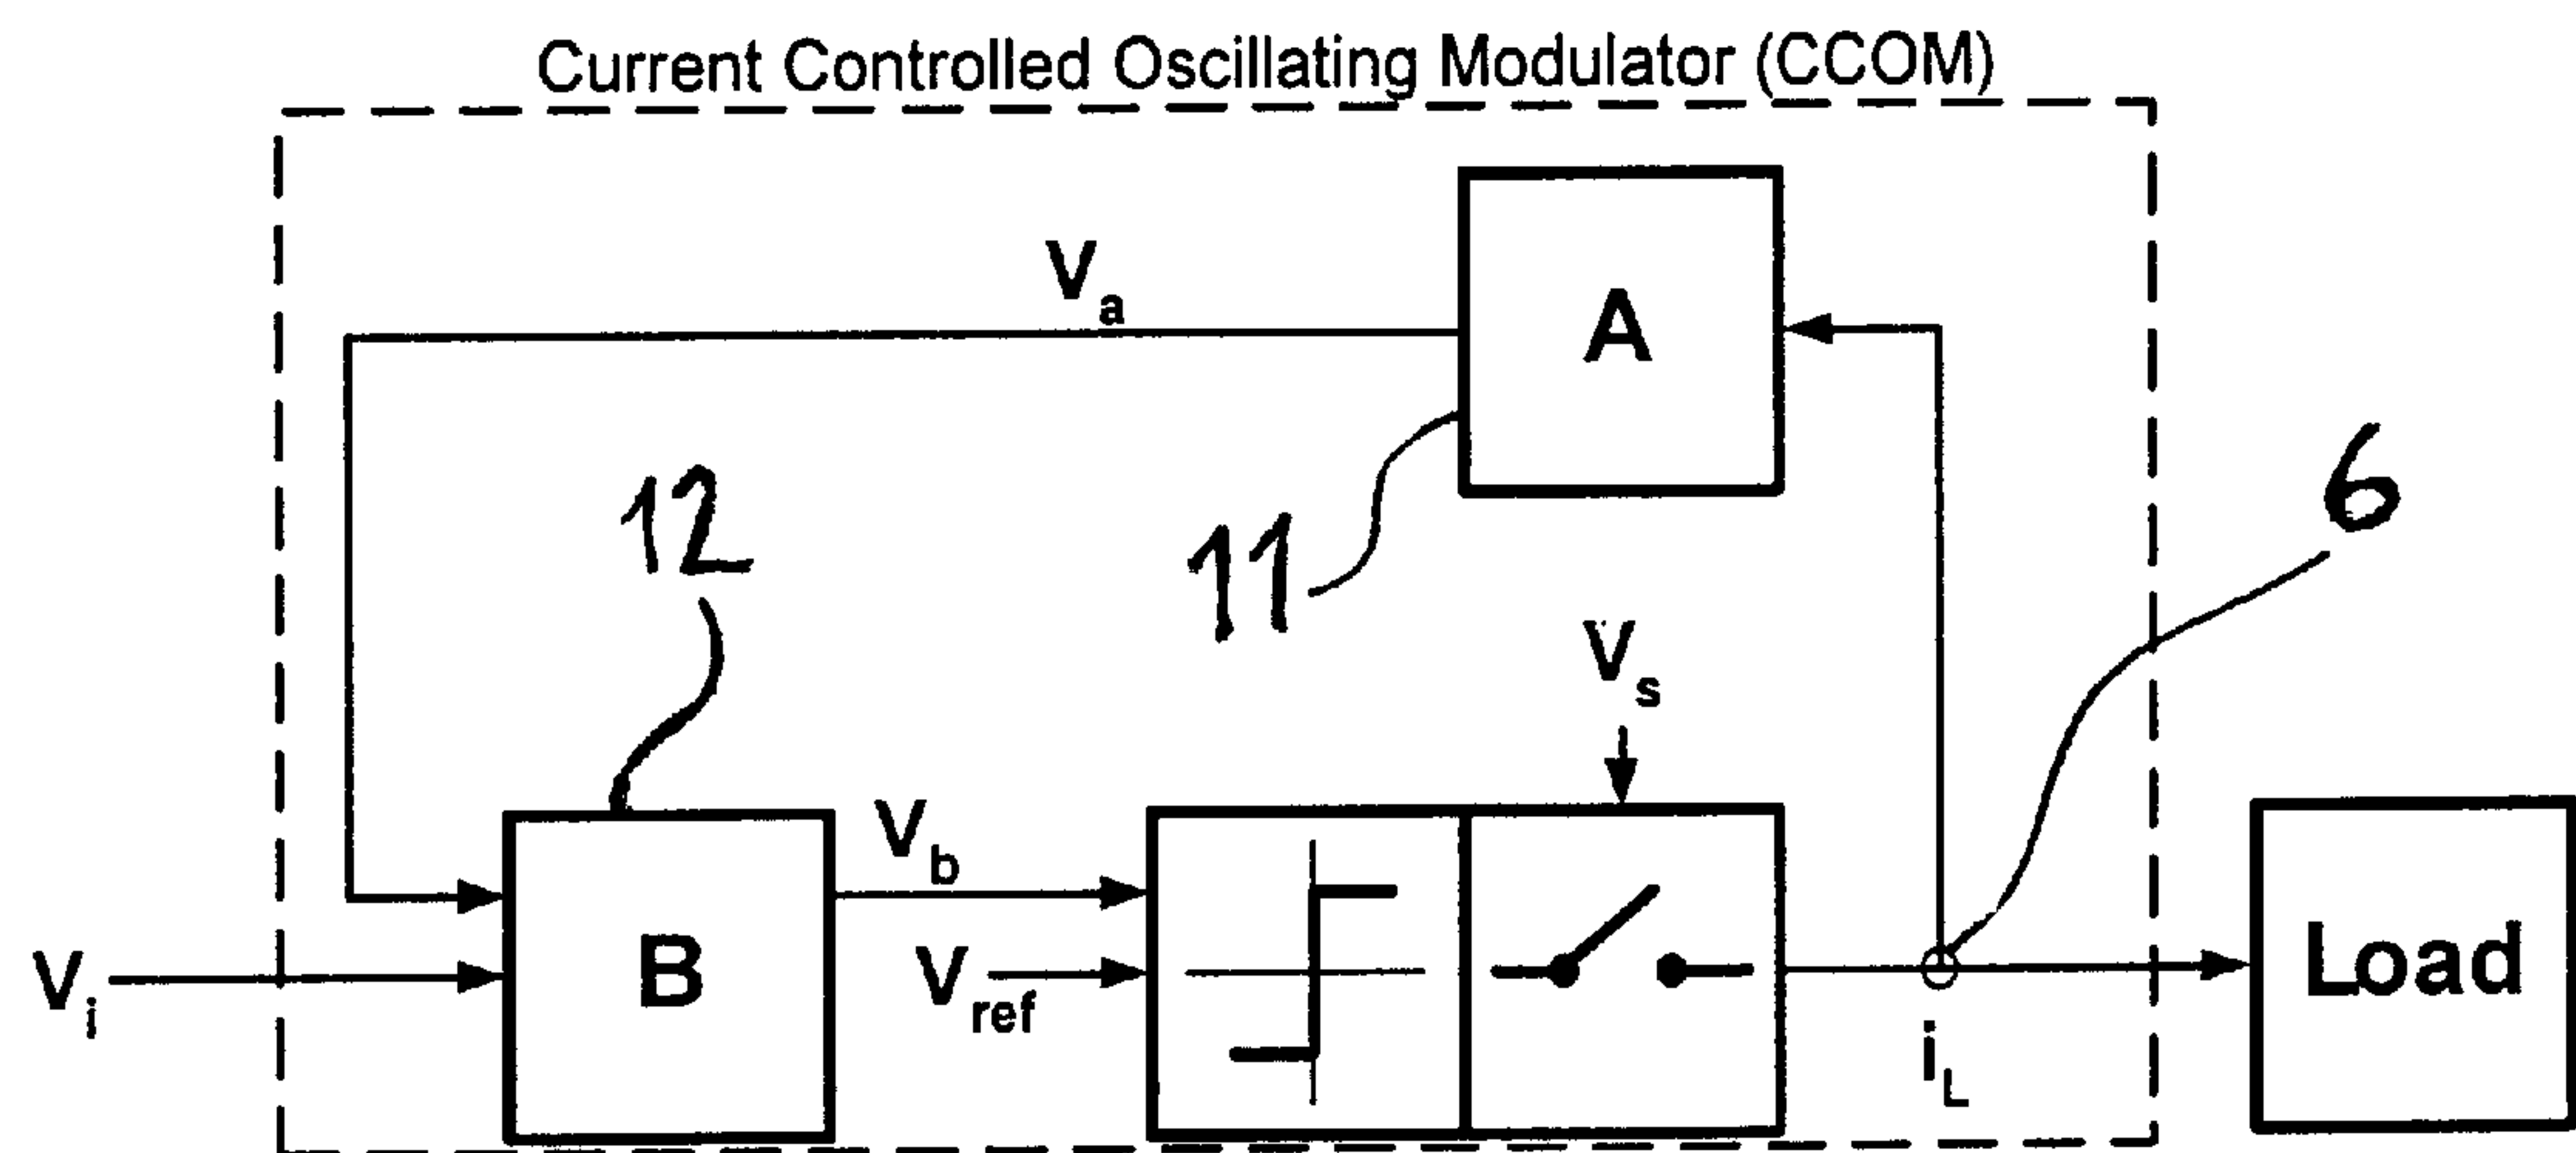 Current Controlled Oscillating Modulator (CCOM)
Va
A
12
11
6
Vs
Vb
Vi
B
Vref
iL
Load